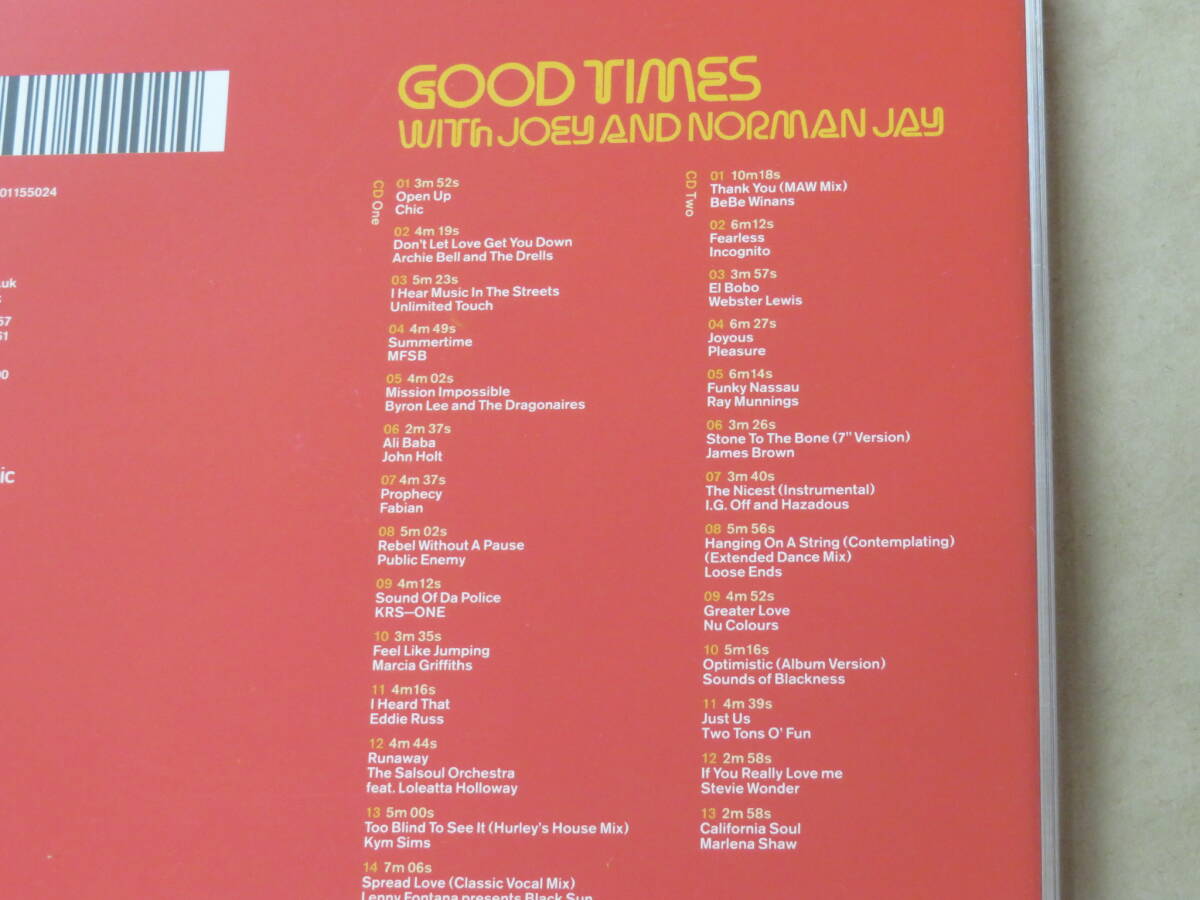 GOOD TIMES
WITH JOEY AND NORMAN JAY
01155024
.uk
57
61
00
ic
CD One
01 3m 52s
Open Up
Chic
02 4m 19s
Don't Let Love Get You Down
Archie Bell and The Drells
03 5m 23s
I Hear Music In The Streets
Unlimited Touch
04 4m 49s
Summertime
MFSB
05 4m 02s
Mission Impossible
Byron Lee and The Dragonaires
06 2m 37s
Ali Baba
John Holt
07 4m 37s
Prophecy
Fabian
08 5m 02s
Rebel Without A Pause
Public Enemy
09 4m 12s
Sound Of Da Police
KRS—ONE
10 3m 35s
Feel Like Jumping
Marcia Griffiths
11 4m16s
I Heard That
Eddie Russ
12 4m 44s
Runaway
The Salsoul Orchestra
feat. Loleatta Holloway
13 5m 00s
Too Blind To See It (Hurley's House Mix)
Kym Sims
14 7m 06s
Spread Love (Classic Vocal Mix)
Lenny Fontana presents Black Sun
CD Two
01 10m18s
Thank You (MAW Mix)
BeBe Winans
02 6m12s
Fearless
Incognito
03 3m 57s
El Bobo
Webster Lewis
04 6m 27s
Joyous
Pleasure
05 6m14s
Funky Nassau
Ray Munnings
06 3m 26s
Stone To The Bone (7" Version)
James Brown
07 3m 40s
The Nicest (Instrumental)
I.G. Off and Hazadous
08 5m 56s
Hanging On A String (Contemplating)
(Extended Dance Mix)
Loose Ends
09 4m 52s
Greater Love
Nu Colours
10 5m16s
Optimistic (Album Version)
Sounds of Blackness
11 4m 39s
Just Us
Two Tons O' Fun
12 2m 58s
If You Really Love me
Stevie Wonder
13 2m 58s
California Soul
Marlena Shaw